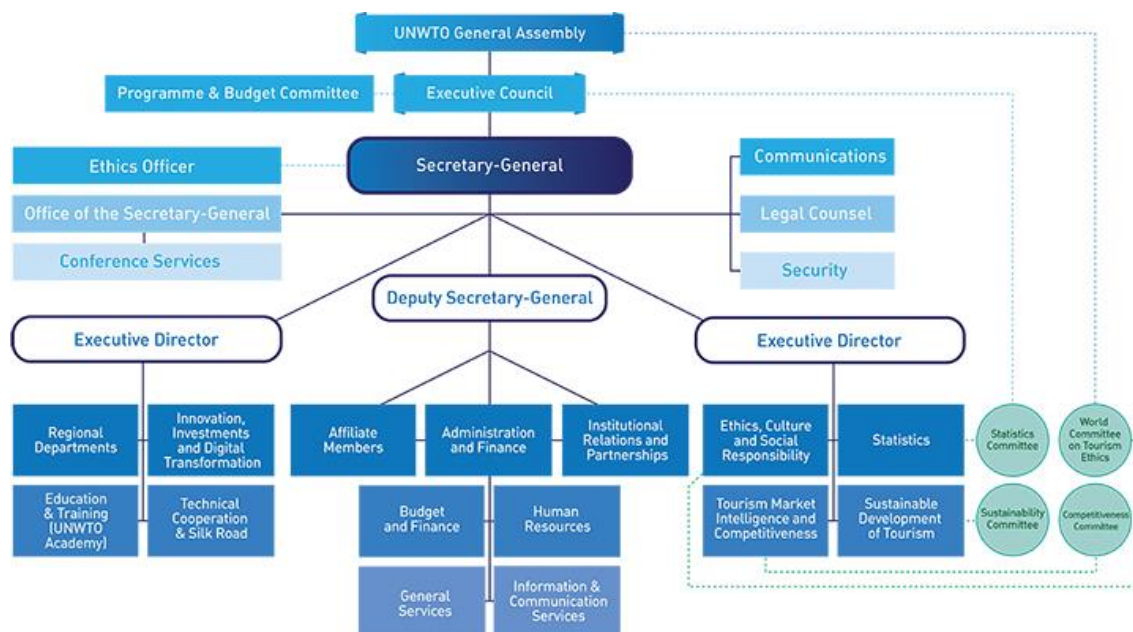 UNWTO General Assembly
Programme & Budget Committee
Executive Council
Ethics Officer
Secretary-General
Communications
Office of the Secretary-General
Legal Counsel
Conference Services
Security
Deputy Secretary-General
Executive Director
Executive Director
Regional
Departments
Innovation,
Investments
and Digital
Transformation
Education
& Training
(UNWTO
Academy)
Technical
Cooperation
& Silk Road
Affiliate
Members
Administration
and Finance
Institutional
Relations and
Partnerships
Budget
and Finance
Human
Resources
General
Services
Information &
Communication
Services
Ethics, Culture
and Social
Responsibility
Statistics
Tourism Market
Intelligence and
Competitiveness
Sustainable
Development
of Tourism
Statistics
Committee
World
Committee
on Tourism
Ethics
Sustainability
Committee
Competitiveness
Committee